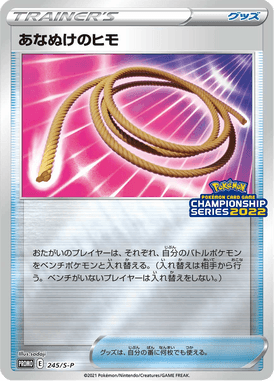 TRAINER'S グッズ
あなぬけのヒモ
Pokémon
POKÉMON CARD GAME
CHAMPIONSHIP
SERIES 2022
おたがいのプレイヤーは、それぞれ、自分のバトルポケモン
をベンチポケモンと入れ替える。（入れ替えは相手から行
う。ベンチがいないプレイヤーは、入れ替えない。）
Illus. sadaji
グッズは、自分の番に何枚でも使える。
PROMO E 245/S-P
©2021 Pokémon/Nintendo/Creatures/GAME FREAK.